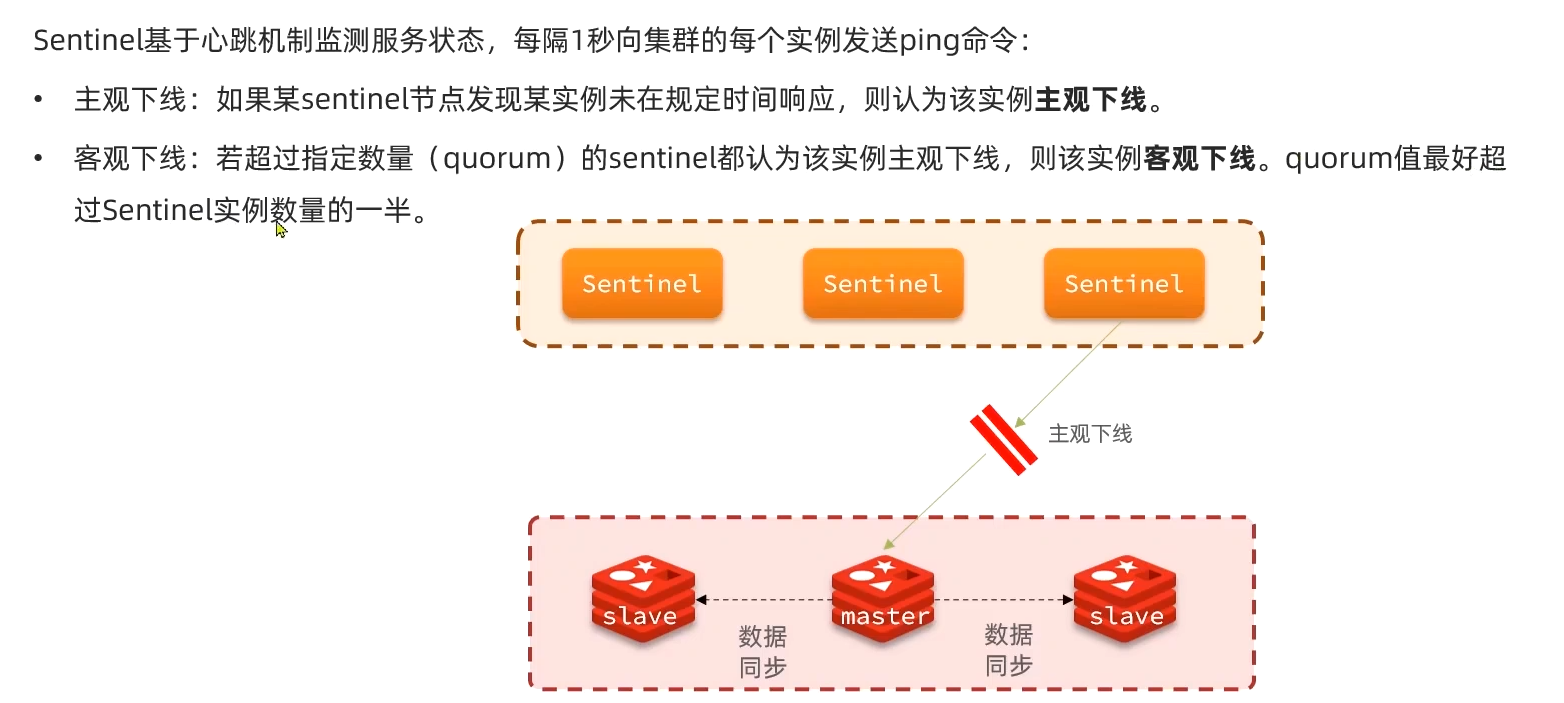 Sentinel基于心跳机制监测服务状态，每隔1秒向集群的每个实例发送ping命令：
• 主观下线：如果某sentinel节点发现某实例未在规定时间响应，则认为该实例主观下线。
• 客观下线：若超过指定数量（quorum）的sentinel都认为该实例主观下线，则该实例客观下线。quorum值最好超
过Sentinel实例数量的一半。
Sentinel
Sentinel
Sentinel
主观下线
slave
master
slave
数据
同步
数据
同步